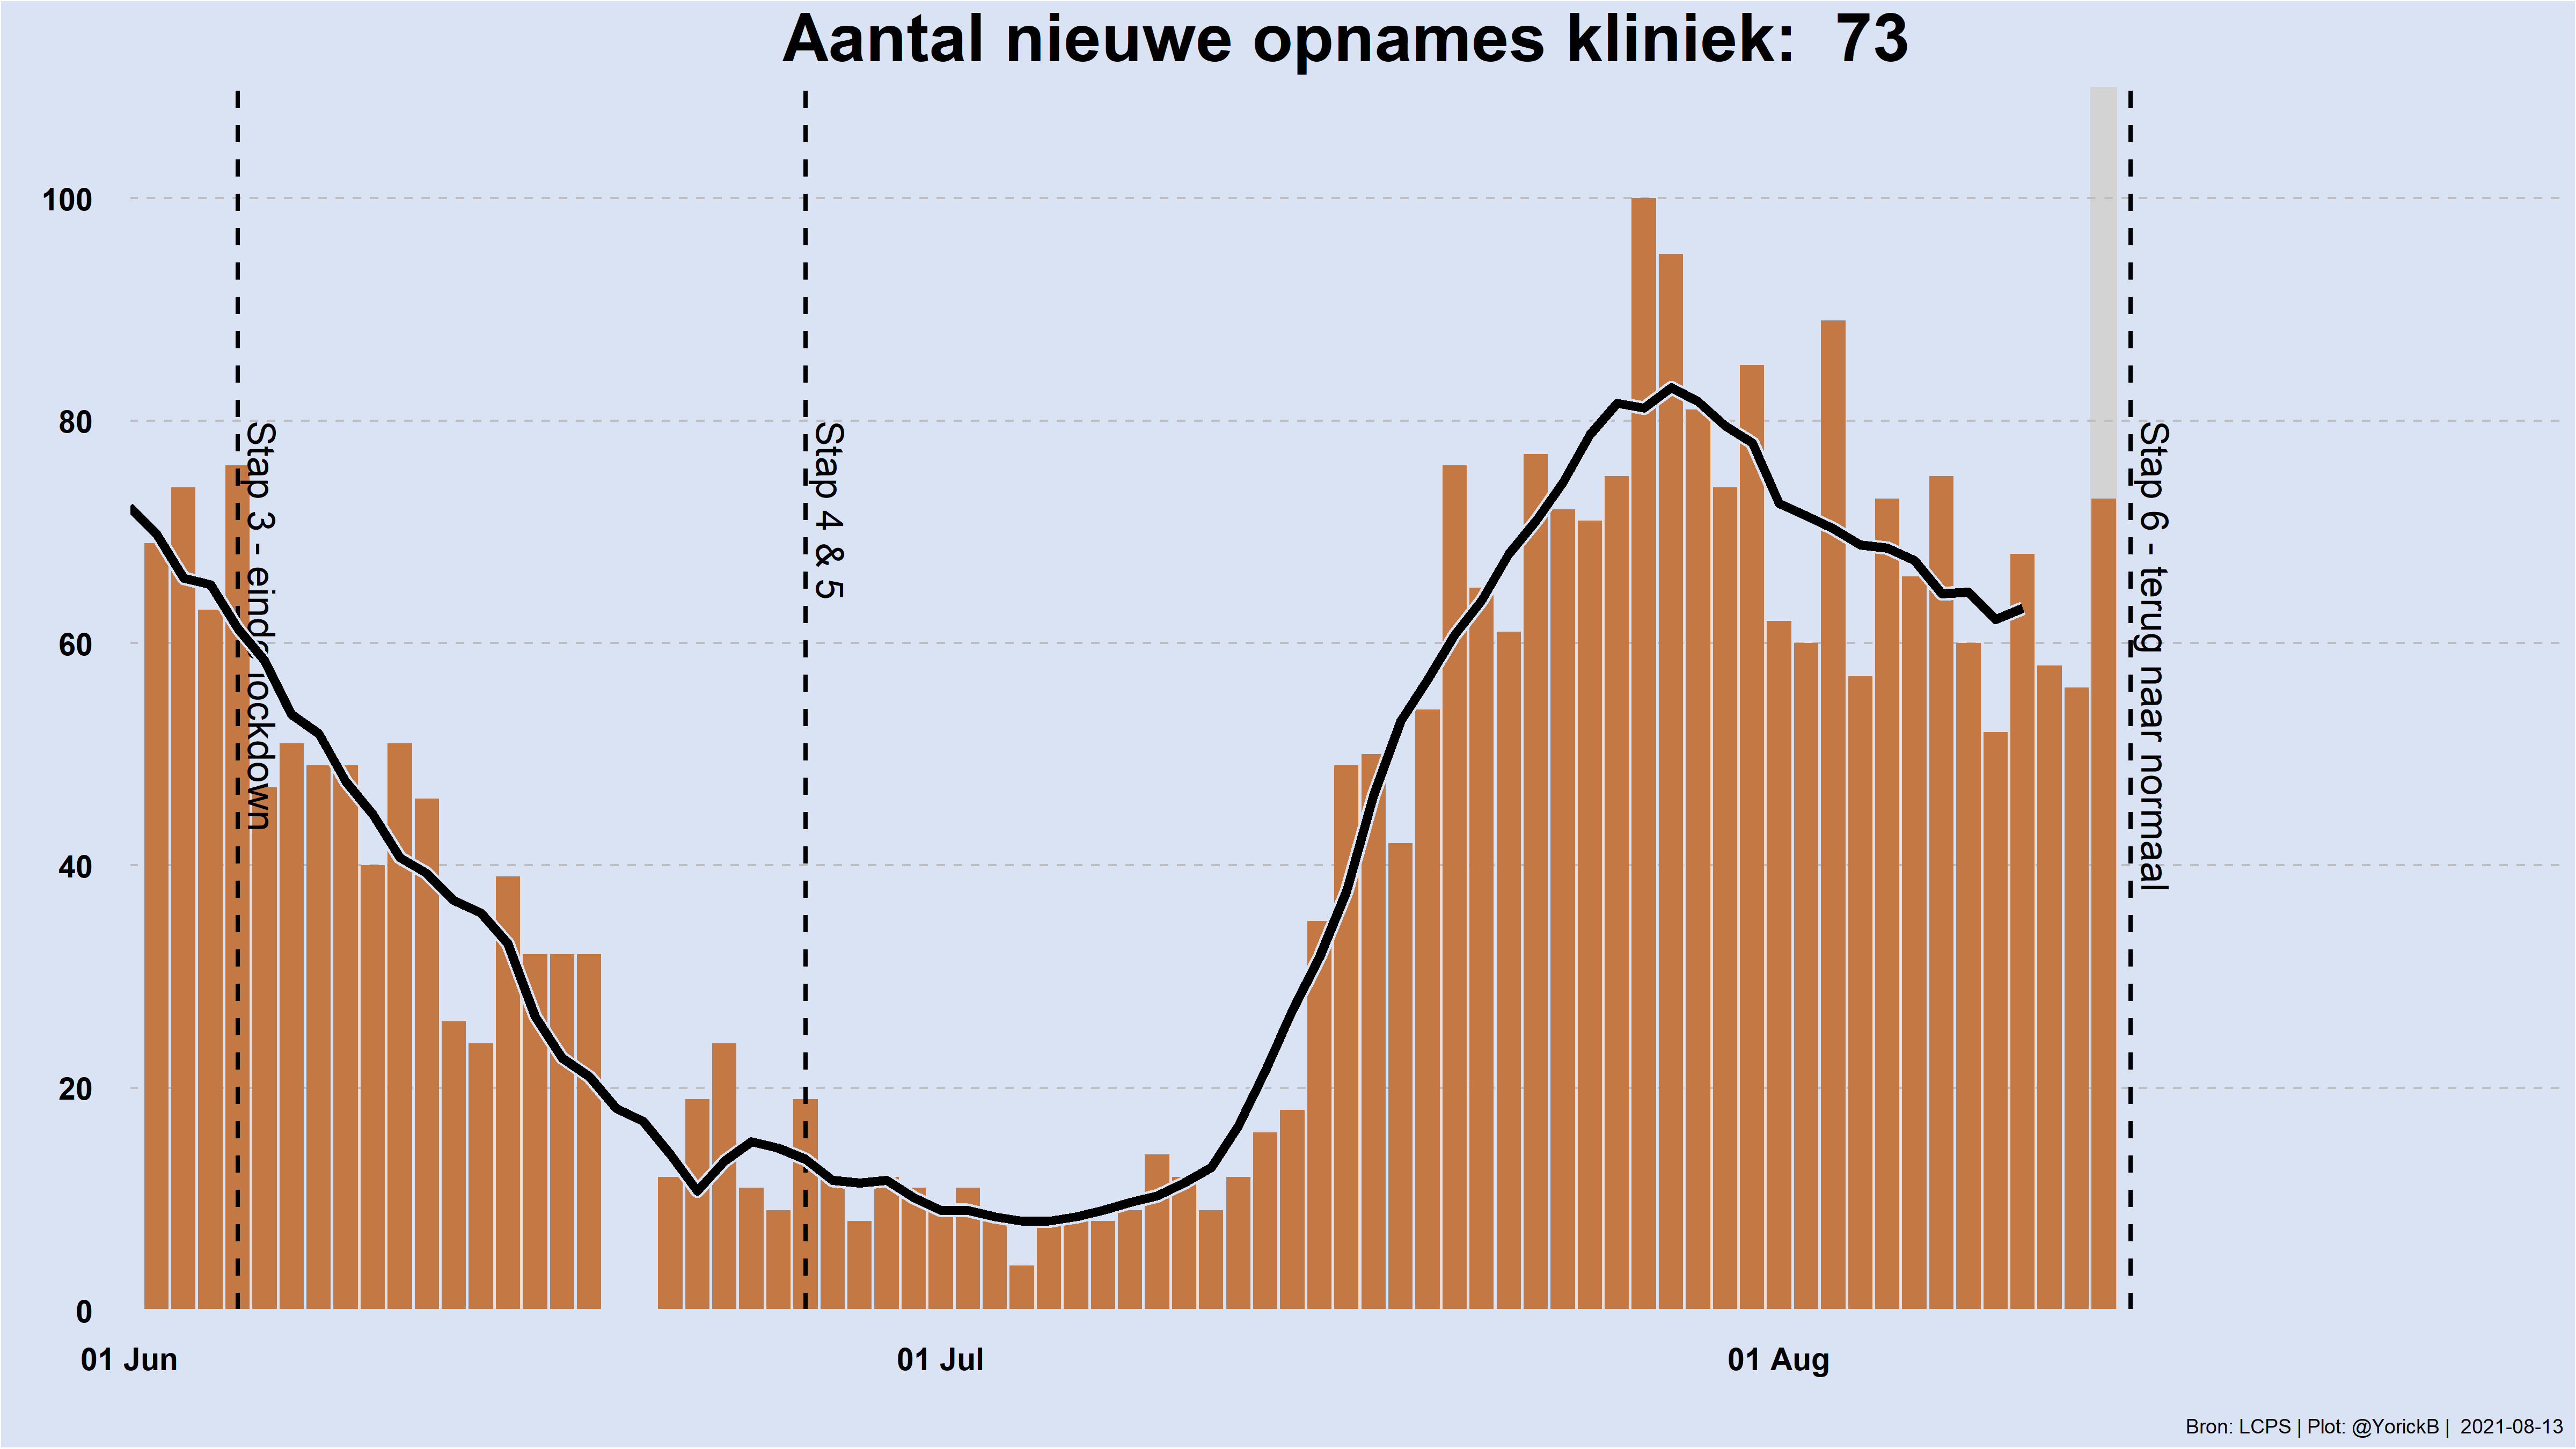 Aantal nieuwe opnames kliniek: 73
100
80
60
40
20
0
Stap 3 - einde lockdown
Stap 4 & 5
Stap 6 - terug naar normaal
01 Jun
01 Jul
01 Aug
Bron: LCPS | Plot: @YorickB | 2021-08-13